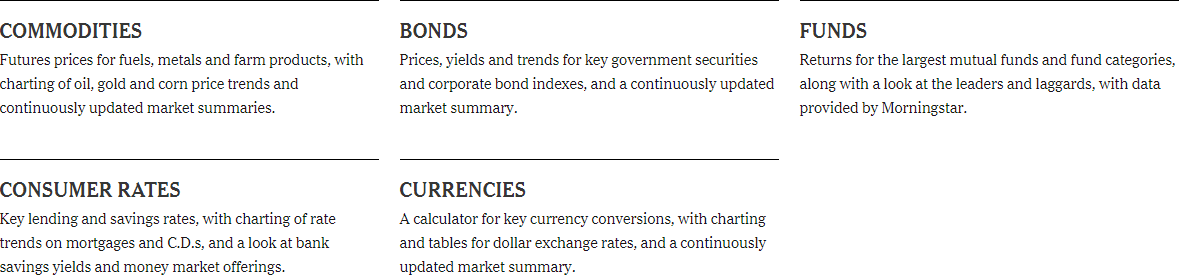 COMMODITIES
Futures prices for fuels, metals and farm products, with
charting of oil, gold and corn price trends and
continuously updated market summaries.
BONDS
Prices, yields and trends for key government securities
and corporate bond indexes, and a continuously updated
market summary.
FUNDS
Returns for the largest mutual funds and fund categories,
along with a look at the leaders and laggards, with data
provided by Morningstar.
CONSUMER RATES
Key lending and savings rates, with charting of rate
trends on mortgages and C.D.s, and a look at bank
savings yields and money market offerings.
CURRENCIES
A calculator for key currency conversions, with charting
and tables for dollar exchange rates, and a continuously
updated market summary.